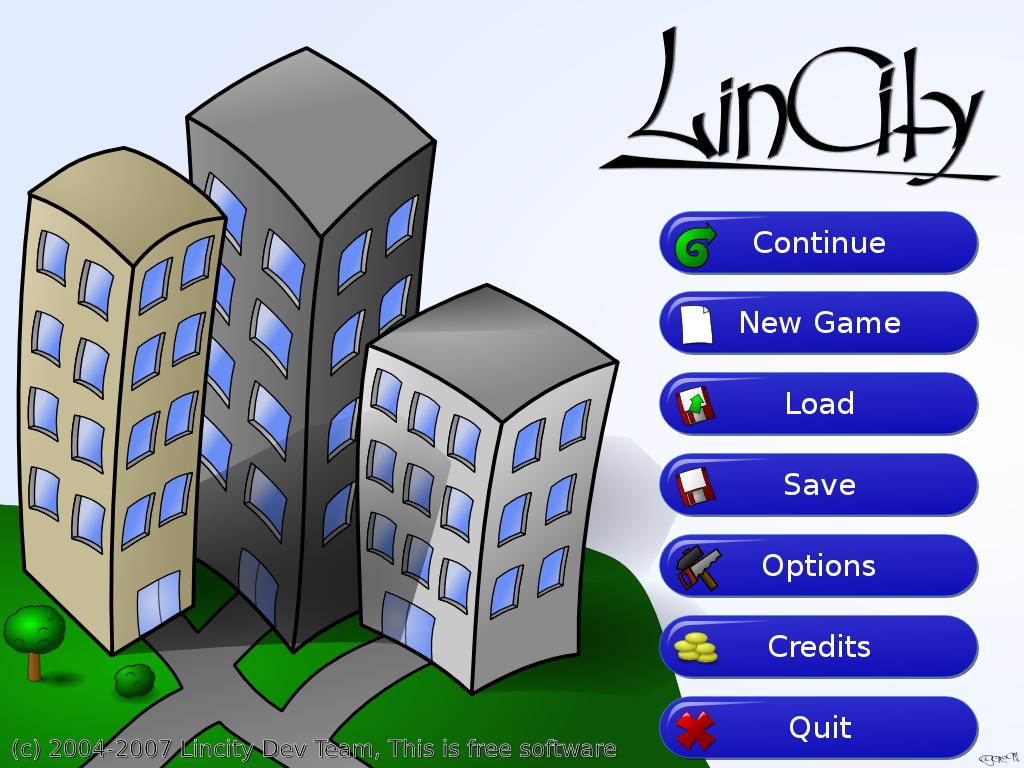 LinCity
Continue
New Game
Load
Save
Options
Credits
Quit
(c) 2004-2007 Lincity Dev Team, This is free software